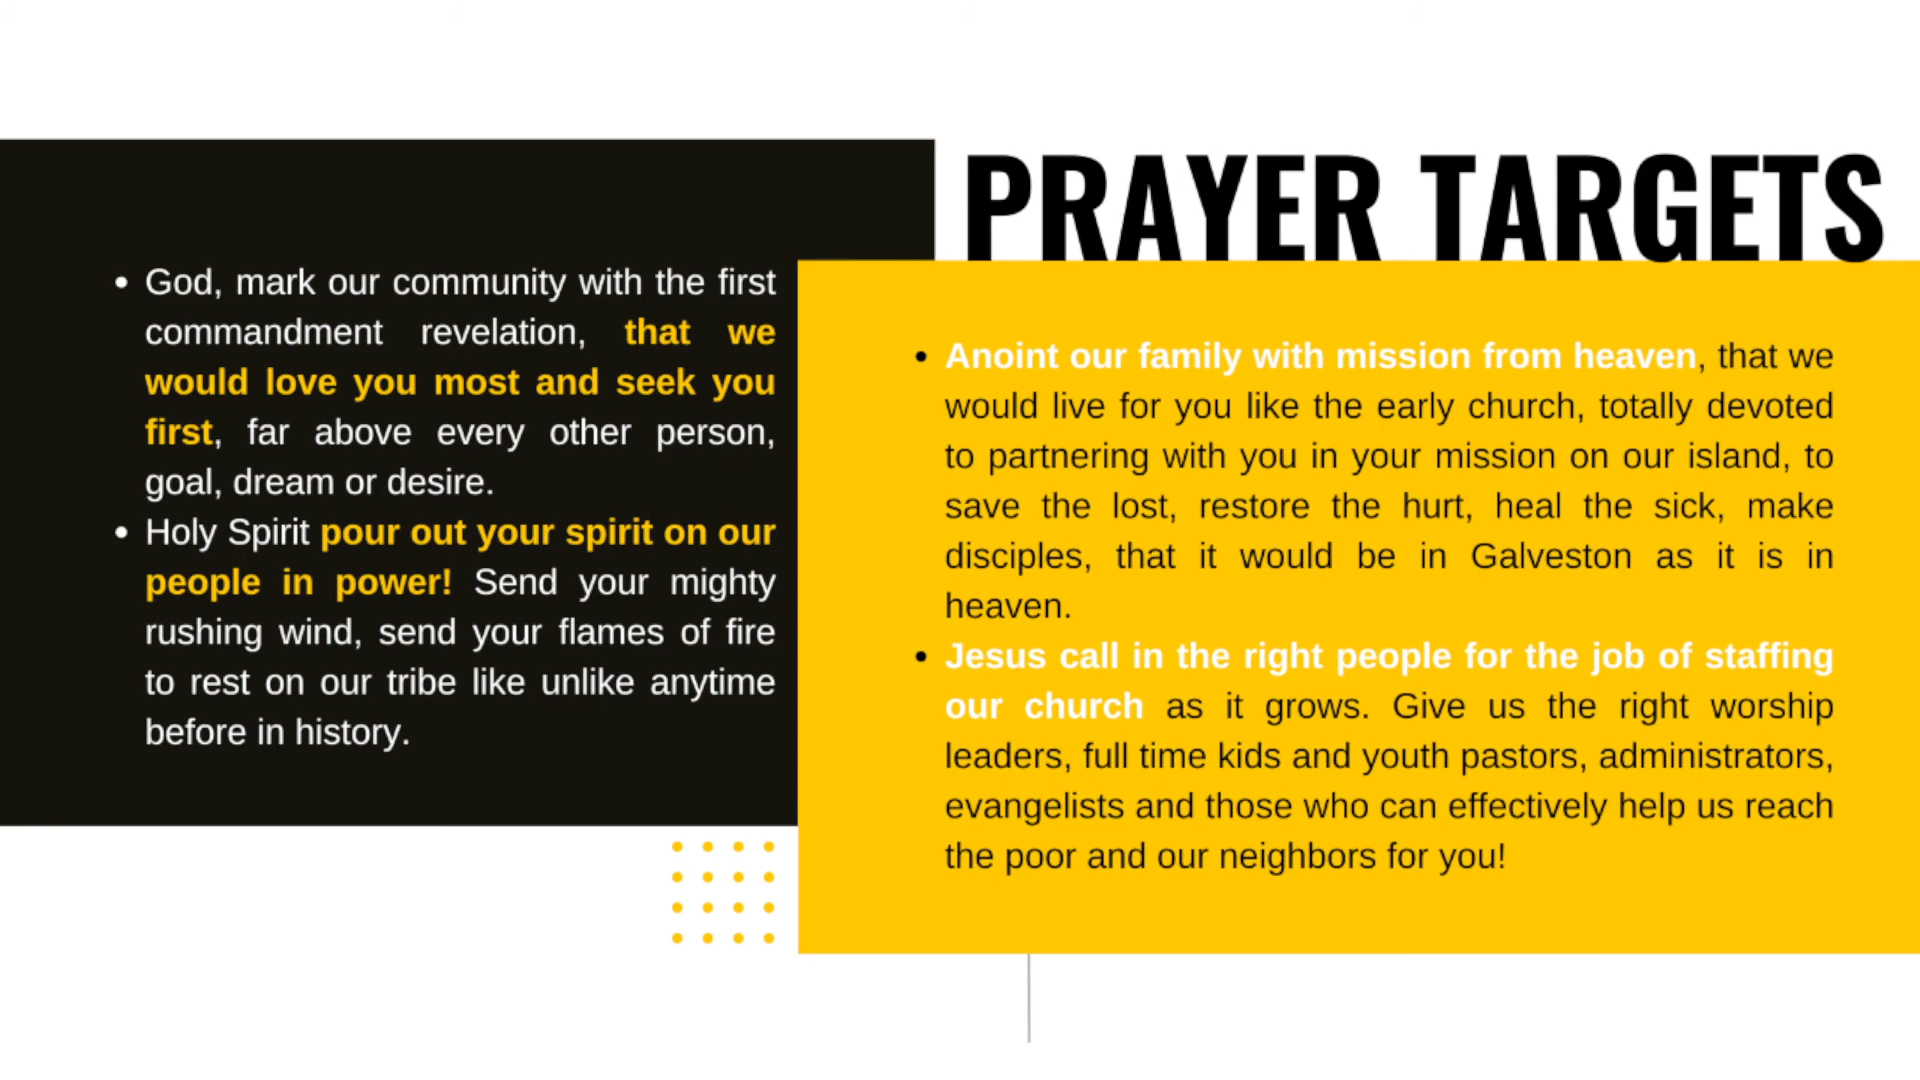 PRAYER TARGETS
• God, mark our community with the first
commandment revelation, that we
would love you most and seek you
first, far above every other person,
goal, dream or desire.
• Holy Spirit pour out your spirit on our
people in power! Send your mighty
rushing wind, send your flames of fire
to rest on our tribe like unlike anytime
before in history.
• Anoint our family with mission from heaven, that we
would live for you like the early church, totally devoted
to partnering with you in your mission on our island, to
save the lost, restore the hurt, heal the sick, make
disciples, that it would be in Galveston as it is in
heaven.
• Jesus call in the right people for the job of staffing
our church as it grows. Give us the right worship
leaders, full time kids and youth pastors, administrators,
evangelists and those who can effectively help us reach
the poor and our neighbors for you!